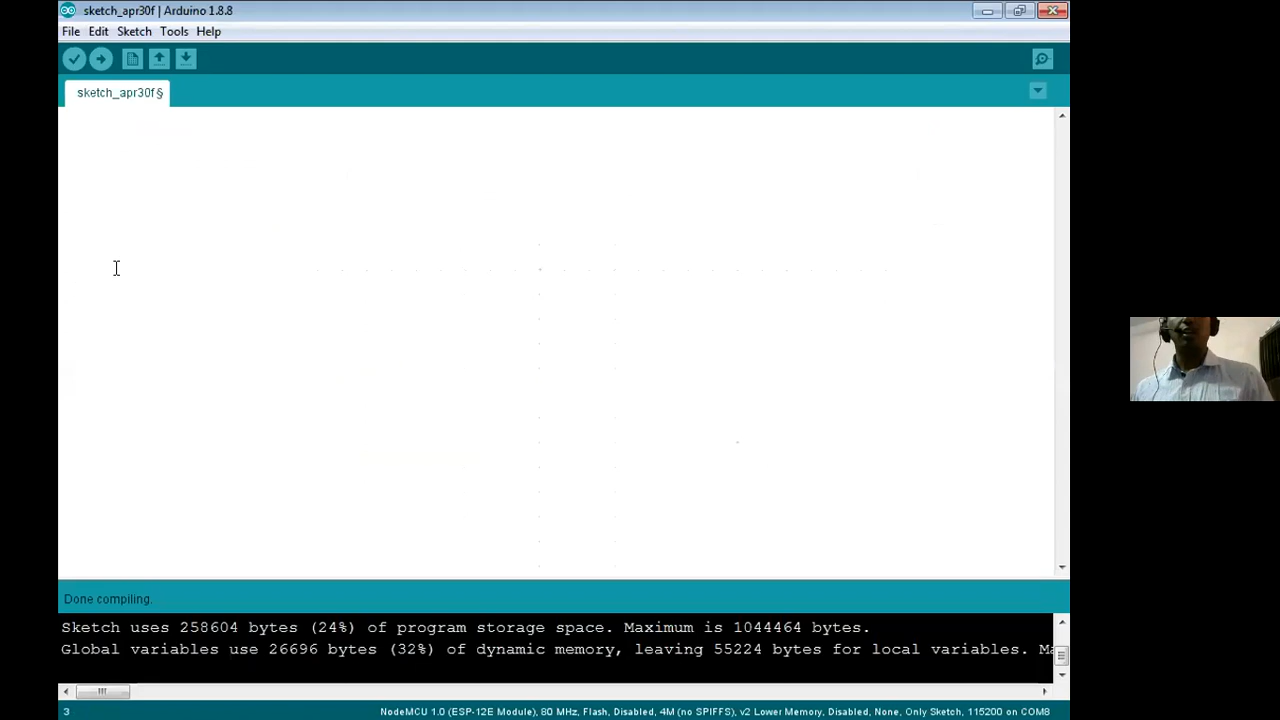 sketch_apr30f | Arduino 1.8.8
File Edit Sketch Tools Help
sketch_apr30f§
Done compiling.
Sketch uses 258604 bytes (24%) of program storage space. Maximum is 1044464 bytes.
Global variables use 26696 bytes (32%) of dynamic memory, leaving 55224 bytes for local variables.
3 NodeMCU 1.0 (ESP-12E Module), 80 MHz, Flash, Disabled, 4M (no SPIFFS), v2 Lower Memory, Disabled, None, Only Sketch, 115200 on COM8